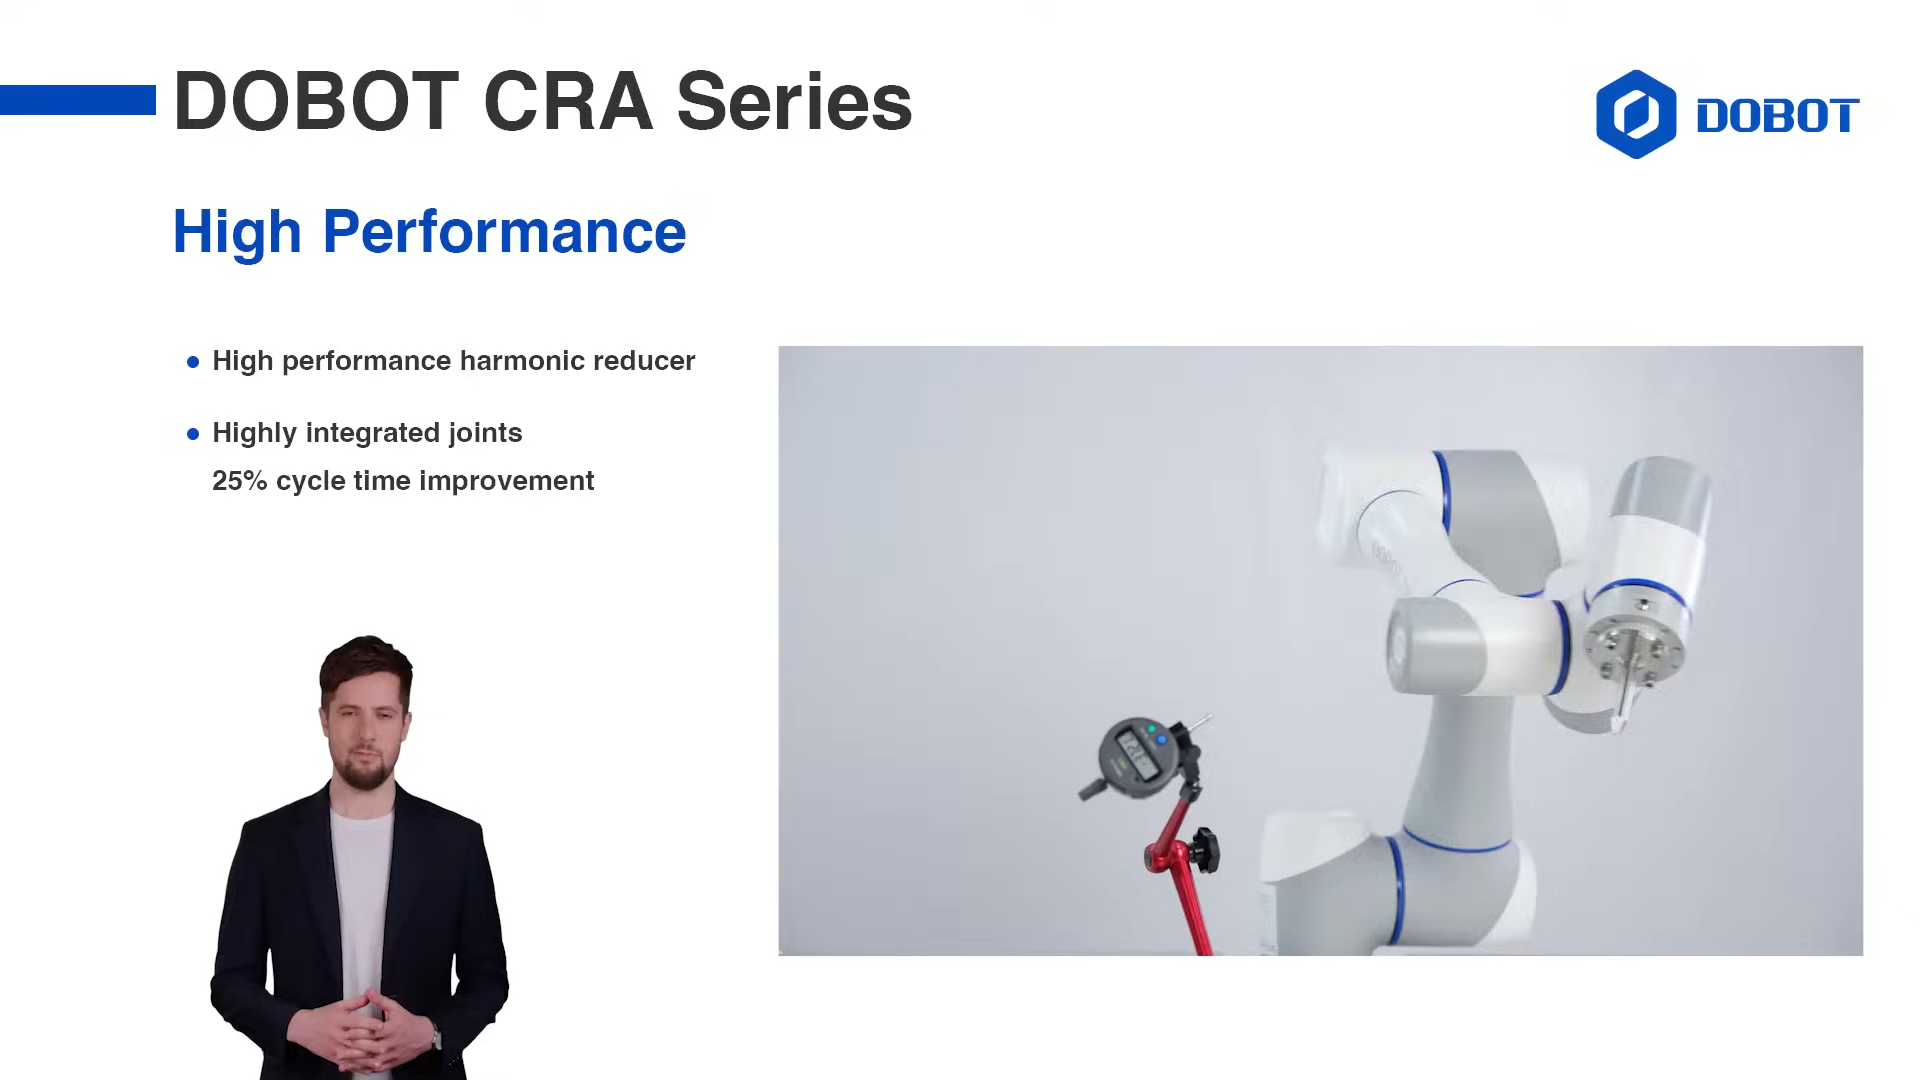 DOBOT CRA Series
DOBOT
High Performance
High performance harmonic reducer
Highly integrated joints
25% cycle time improvement